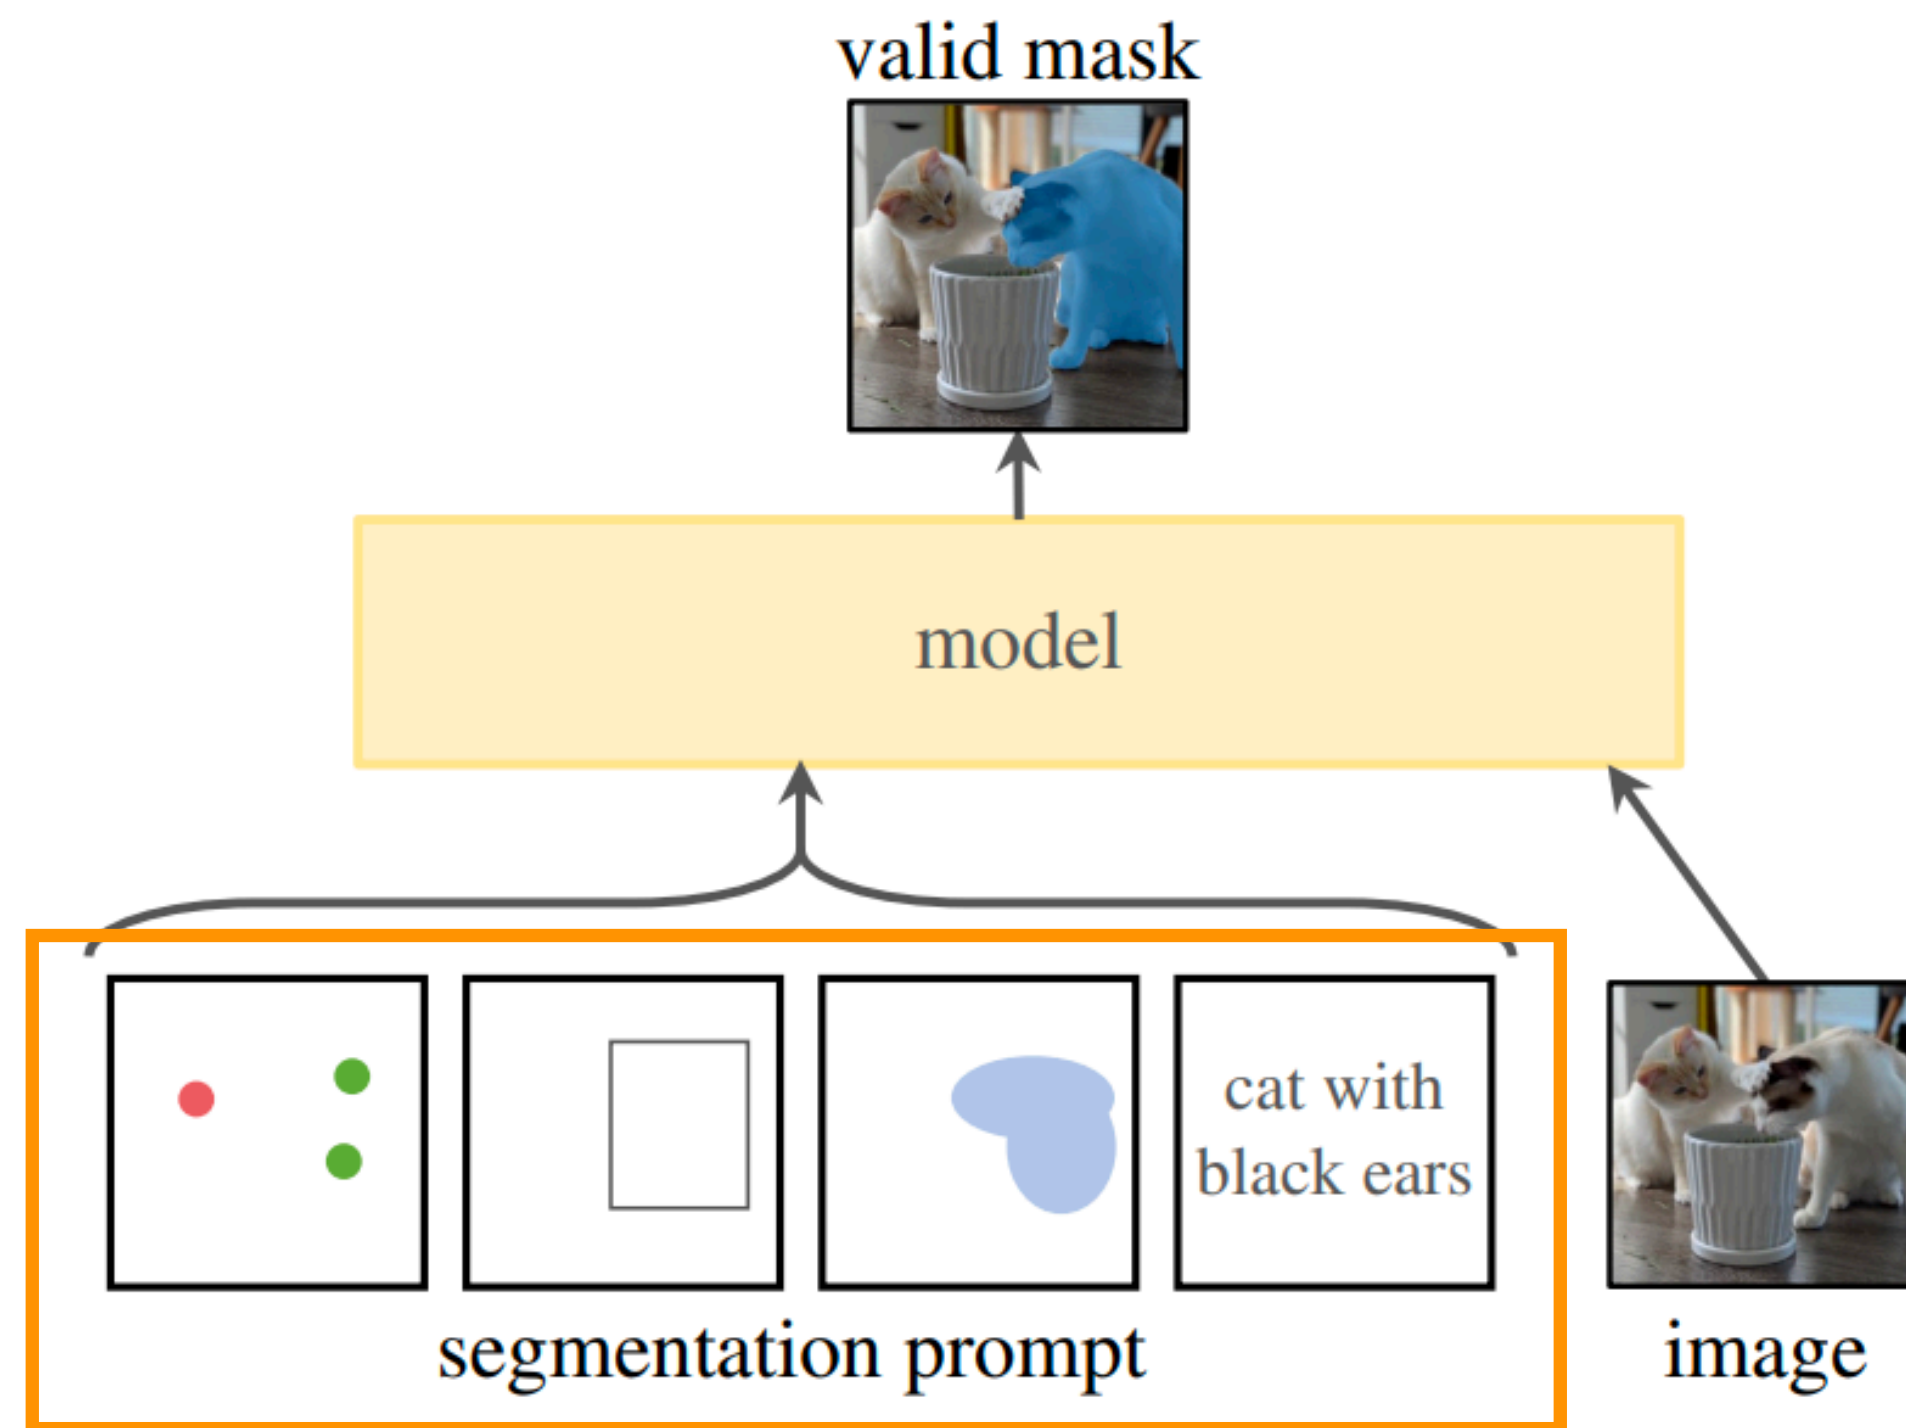 valid mask
model
cat with
black ears
segmentation prompt
image